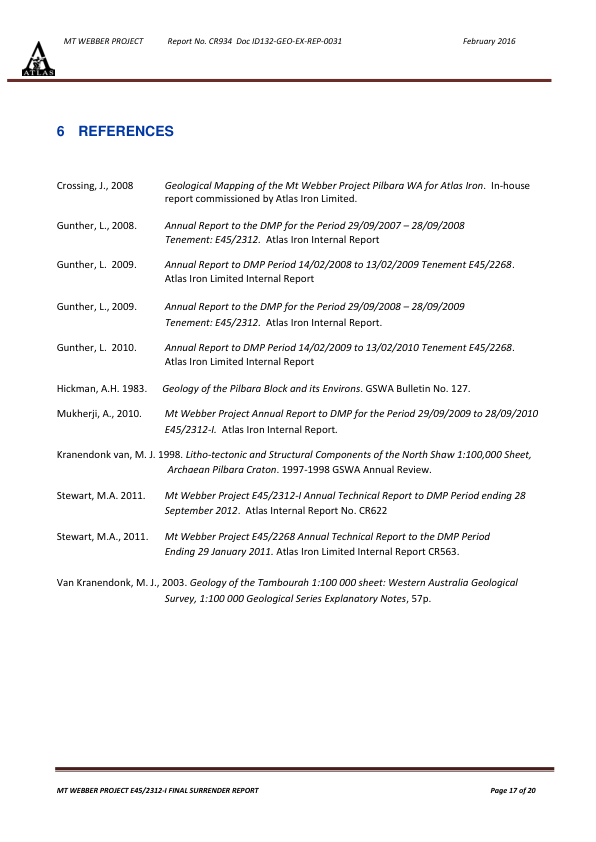 MT WEBBER PROJECT Report No. CR934 Doc ID132-GEO-EX-REP-0031 February 2016
ATLAS
6 REFERENCES
Crossing, J., 2008 Geological Mapping of the Mt Webber Project Pilbara WA for Atlas Iron. In-house
report commissioned by Atlas Iron Limited.
Gunther, L., 2008. Annual Report to the DMP for the Period 29/09/2007 – 28/09/2008
Tenement: E45/2312. Atlas Iron Internal Report
Gunther, L. 2009. Annual Report to DMP Period 14/02/2008 to 13/02/2009 Tenement E45/2268.
Atlas Iron Limited Internal Report
Gunther, L., 2009. Annual Report to the DMP for the Period 29/09/2008 – 28/09/2009
Tenement: E45/2312. Atlas Iron Internal Report.
Gunther, L. 2010. Annual Report to DMP Period 14/02/2009 to 13/02/2010 Tenement E45/2268.
Atlas Iron Limited Internal Report
Hickman, A.H. 1983. Geology of the Pilbara Block and its Environs. GSWA Bulletin No. 127.
Mukherji, A., 2010. Mt Webber Project Annual Report to DMP for the Period 29/09/2009 to 28/09/2010
E45/2312-I. Atlas Iron Internal Report.
Kranendonk van, M. J. 1998. Litho-tectonic and Structural Components of the North Shaw 1:100,000 Sheet,
Archaean Pilbara Craton. 1997-1998 GSWA Annual Review.
Stewart, M.A. 2011. Mt Webber Project E45/2312-I Annual Technical Report to DMP Period ending 28
September 2012. Atlas Internal Report No. CR622
Stewart, M.A., 2011. Mt Webber Project E45/2268 Annual Technical Report to the DMP Period
Ending 29 January 2011. Atlas Iron Limited Internal Report CR563.
Van Kranendonk, M. J., 2003. Geology of the Tambourah 1:100 000 sheet: Western Australia Geological
Survey, 1:100 000 Geological Series Explanatory Notes, 57p.
MT WEBBER PROJECT E45/2312-I FINAL SURRENDER REPORT Page 17 of 20